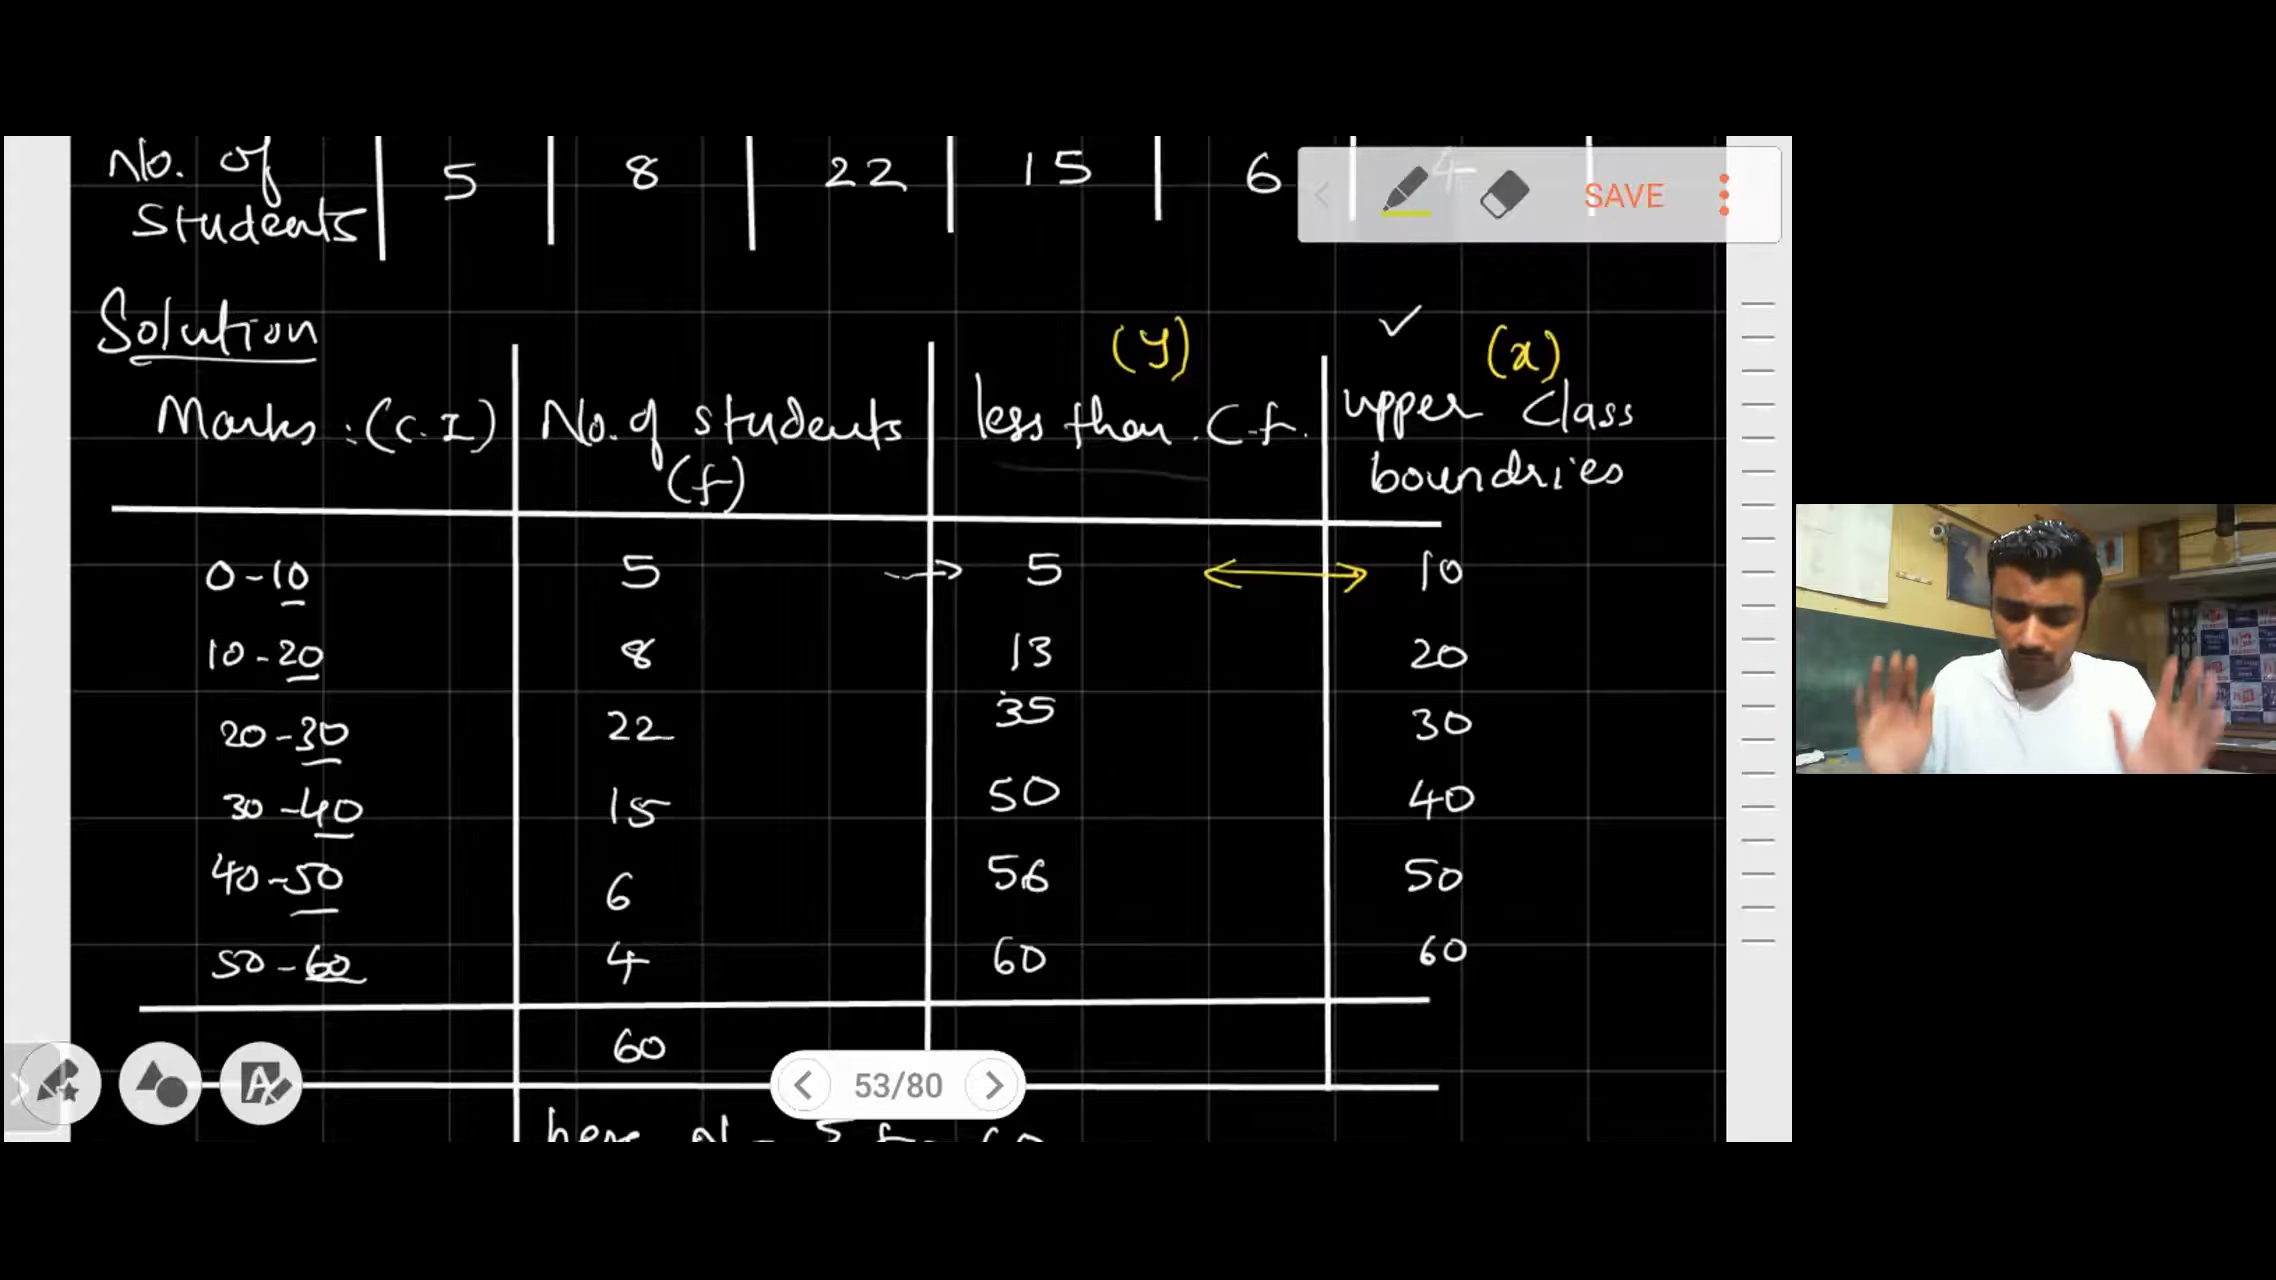 No. of
Students 5 8 22 15 6 4
SAVE
Solution
(y) (x)
Marks :(C.I) No. of students less than C.f. upper class
(f) boundries
0-10 5 → 5 10
10-20 8 13 20
20-30 22 35 30
30-40 15 50 40
40-50 6 56 50
50-60 4 60 60
60
53/80
here